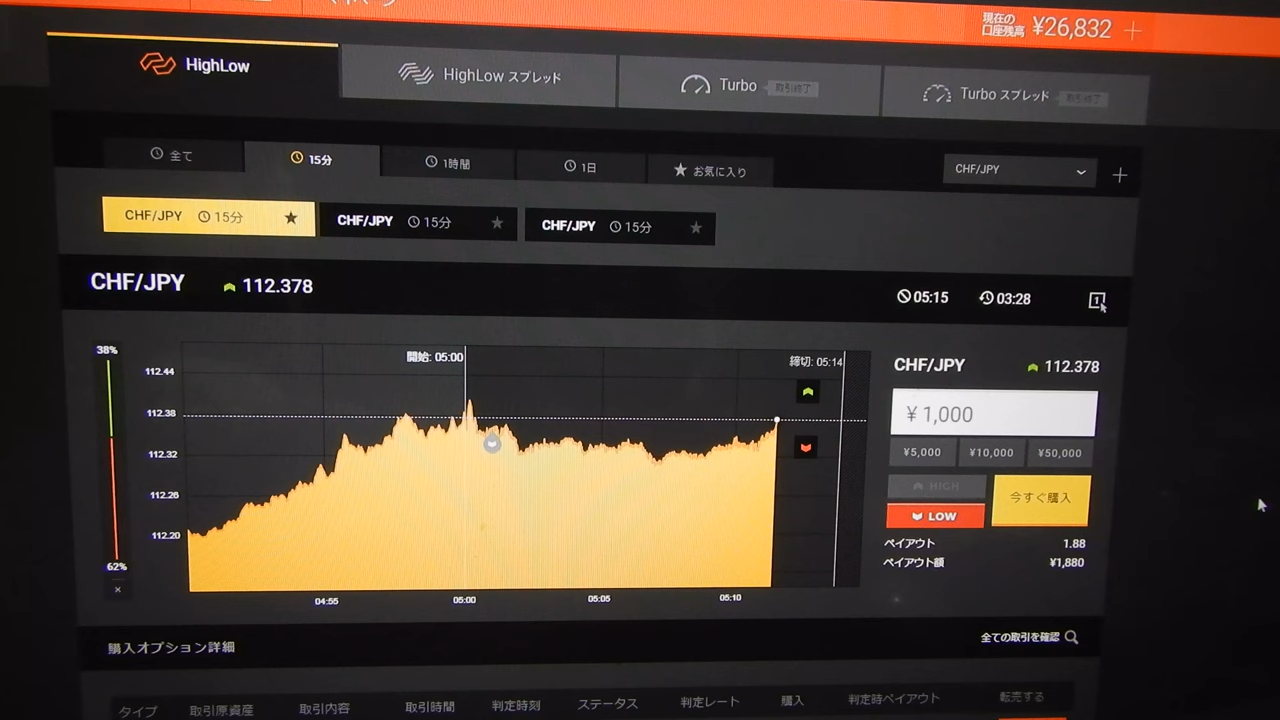 現在の
口座残高 ¥26,832
HighLow
HighLow スプレッド
Turbo 取引終了
Turbo スプレッド 取引終了
全て
15分
1時間
1日
お気に入り
CHF/JPY
CHF/JPY 15分
CHF/JPY 15分
CHF/JPY 15分
CHF/JPY 112.378
05:15 03:28
38%
62%
開始: 05:00
締切: 05:14
112.44
112.38
112.32
112.26
112.20
04:55
05:00
05:05
05:10
CHF/JPY 112.378
¥ 1,000
¥5,000 ¥10,000 ¥50,000
HIGH
LOW
今すぐ購入
ペイアウト 1.88
ペイアウト額 ¥1,880
購入オプション詳細
全ての取引を確認
タイプ 取引原資産 取引内容 取引時間 判定時刻 ステータス 判定レート 購入 判定時ペイアウト 転売する